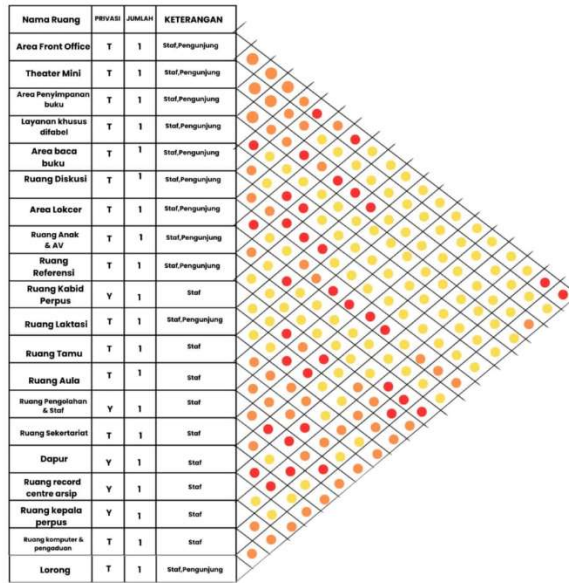 Nama Ruang PRIVASI JUMLAH KETERANGAN
Area Front Office T 1 Staf,Pengunjung
Theater Mini T 1 Staf,Pengunjung
Area Penyimpanan
buku T 1 Staf,Pengunjung
Layanan khusus
difabel T 1 Staf,Pengunjung
Area baca
buku T 1 Staf,Pengunjung
Ruang Diskusi T 1 Staf,Pengunjung
Area Lokcer T 1 Staf,Pengunjung
Ruang Anak
& AV T 1 Staf,Pengunjung
Ruang
Referensi T 1 Staf,Pengunjung
Ruang Kabid
Perpus Y 1 Staf
Ruang Laktasi T 1 Staf,Pengunjung
Ruang Tamu T 1 Staf
Ruang Aula T 1 Staf
Ruang Pengolahan
& Staf Y 1 Staf
Ruang Sekertariat T 1 Staf
Dapur Y 1 Staf
Ruang record
centre arsip Y 1 Staf
Ruang kepala
perpus Y 1 Staf
Ruang komputer &
pengaduan T 1 Staf
Lorong T 1 Staf,Pengunjung